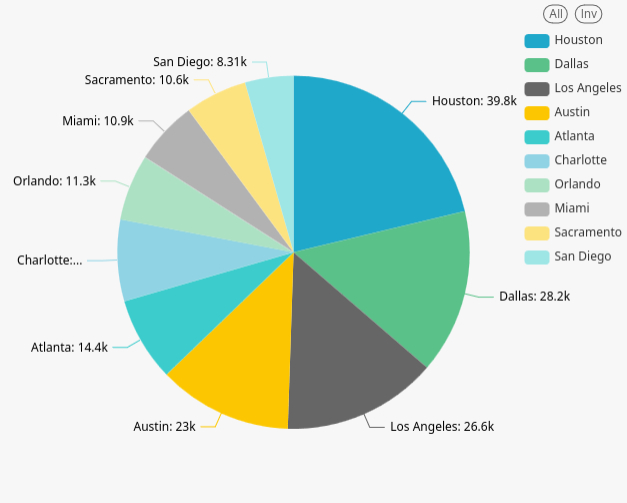 All Inv
Houston
Dallas
Los Angeles
Austin
Atlanta
Charlotte
Orlando
Miami
Sacramento
San Diego
San Diego: 8.31k
Sacramento: 10.6k
Houston: 39.8k
Miami: 10.9k
Orlando: 11.3k
Charlotte:...
Dallas: 28.2k
Atlanta: 14.4k
Austin: 23k
Los Angeles: 26.6k